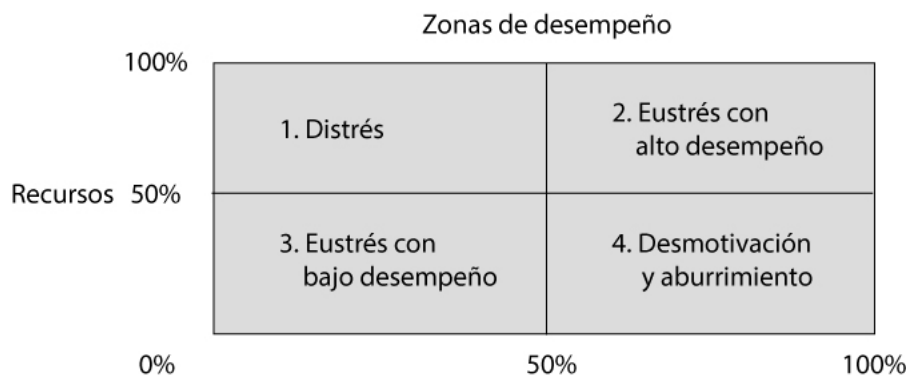 Zonas de desempeño
100%
1. Distrés
2. Eustrés con
alto desempeño
Recursos 50%
3. Eustrés con
bajo desempeño
4. Desmotivación
y aburrimiento
0% 50% 100%